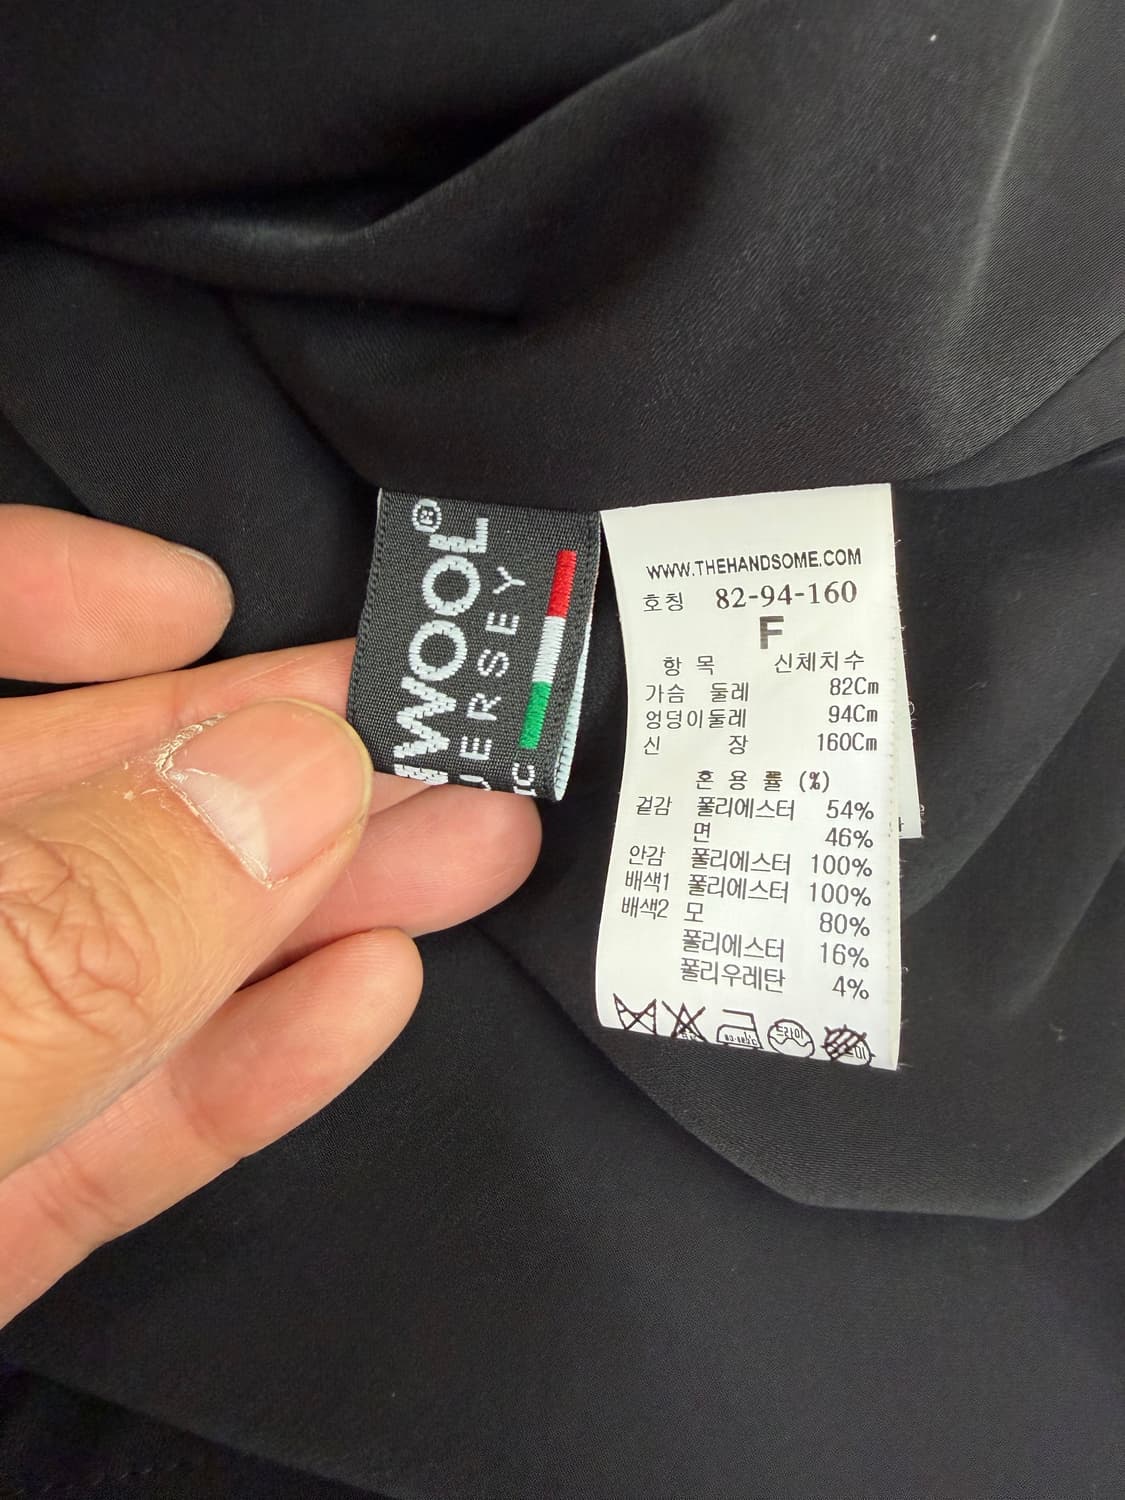 WOOL®
JERSEY
WWW.THEHANDSOME.COM
호칭 82-94-160
F
항 목 신체치수
가슴 둘레 82Cm
엉덩이둘레 94Cm
신 장 160Cm
혼 용 률 (%)
겉감 폴리에스터 54%
면 46%
안감 폴리에스터 100%
배색1 폴리에스터 100%
배색2 모 80%
폴리에스터 16%
폴리우레탄 4%
드라이